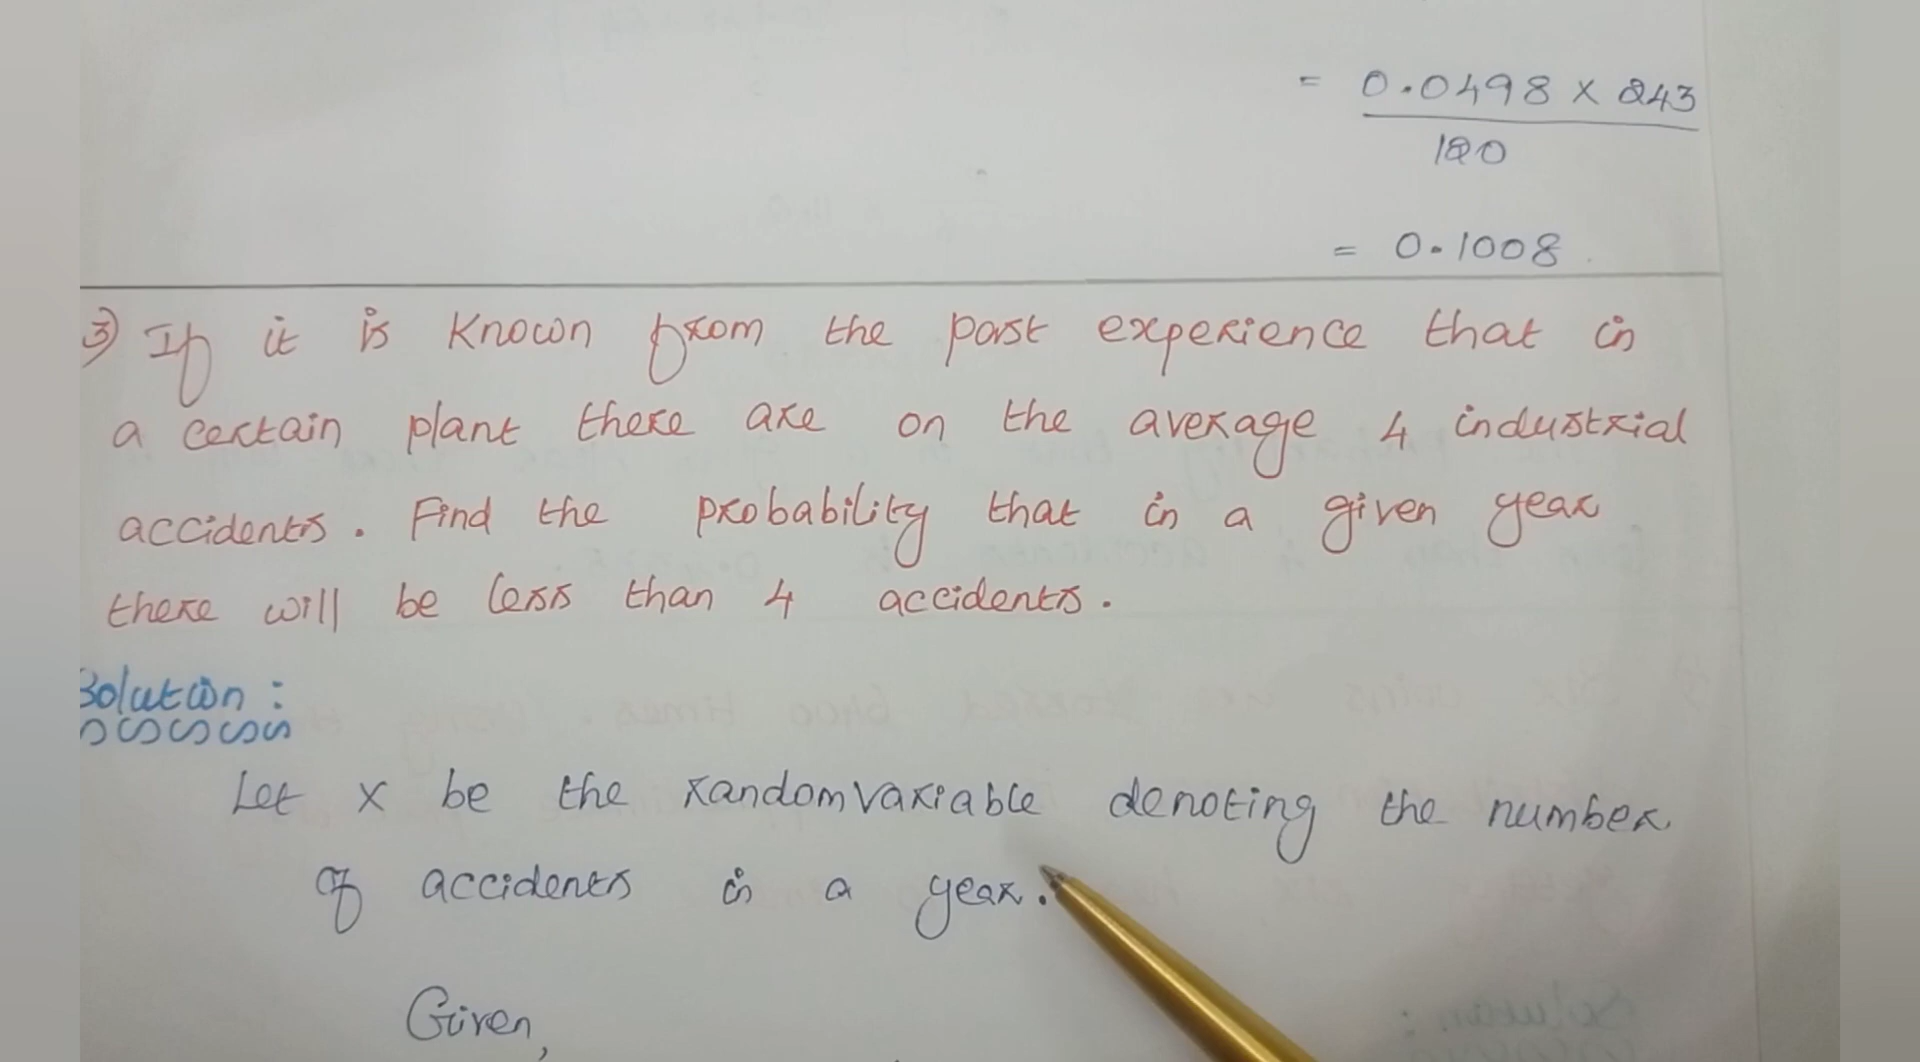 = 0.0498 × 243
120
= 0.1008
3) If it is known from the past experience that in
a certain plant there are on the average 4 industrial
accidents. Find the probability that in a given year
there will be less than 4 accidents.
Solution :
Let x be the random variable denoting the number
of accidents in a year.
Given,